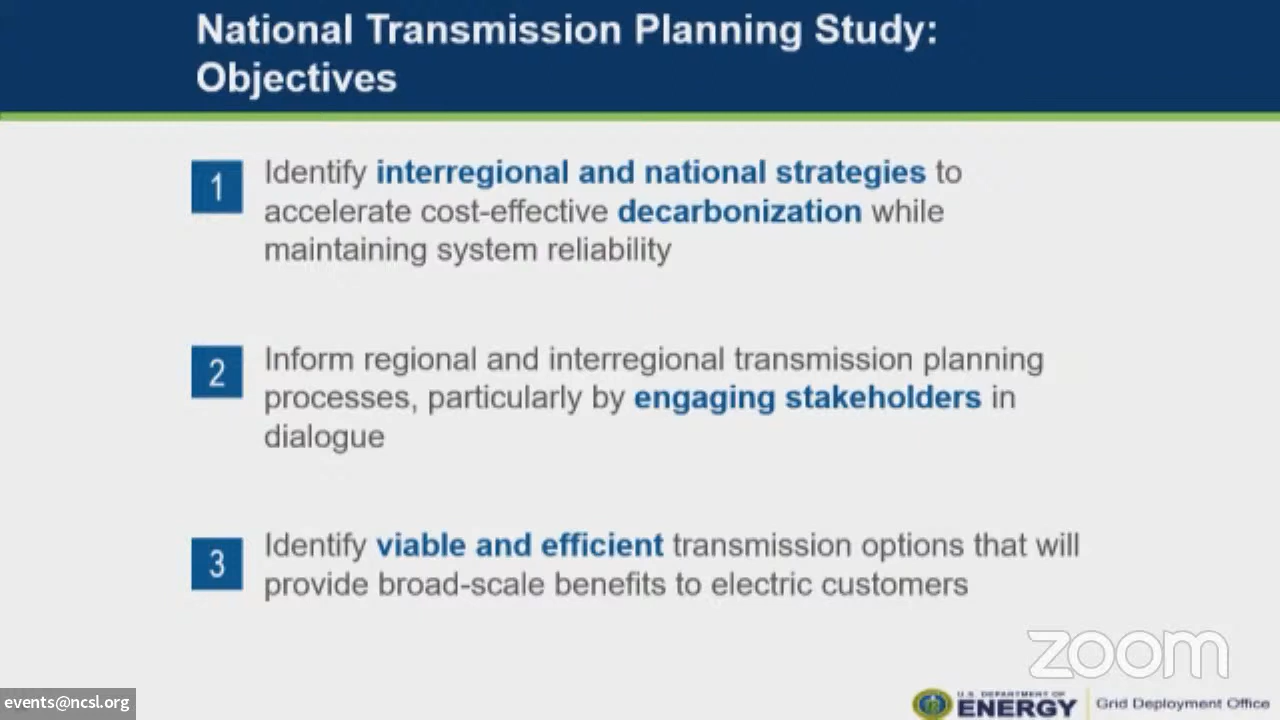 National Transmission Planning Study:
Objectives
1
Identify interregional and national strategies to
accelerate cost-effective decarbonization while
maintaining system reliability
2
Inform regional and interregional transmission planning
processes, particularly by engaging stakeholders in
dialogue
3
Identify viable and efficient transmission options that will
provide broad-scale benefits to electric customers
zoom
events@ncsl.org
U.S. DEPARTMENT OF
ENERGY
Grid Deployment Office